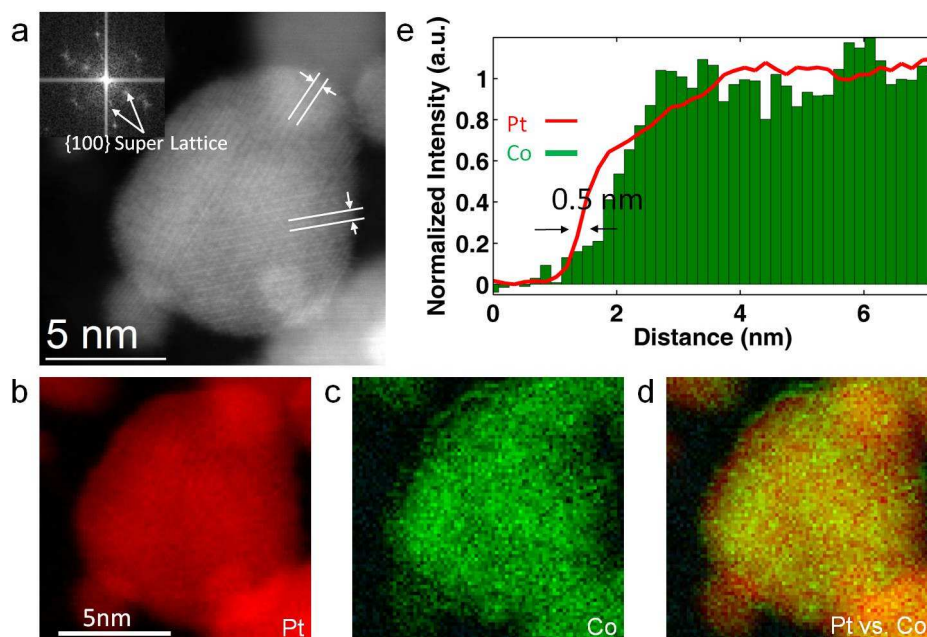 a
{100} Super Lattice
5 nm
e
Normalized Intensity (a.u.)
1
0.8
0.6
0.4
0.2
0
Pt
Co
0.5 nm
0 2 4 6
Distance (nm)
b
5nm
Pt
c
Co
d
Pt vs. Co